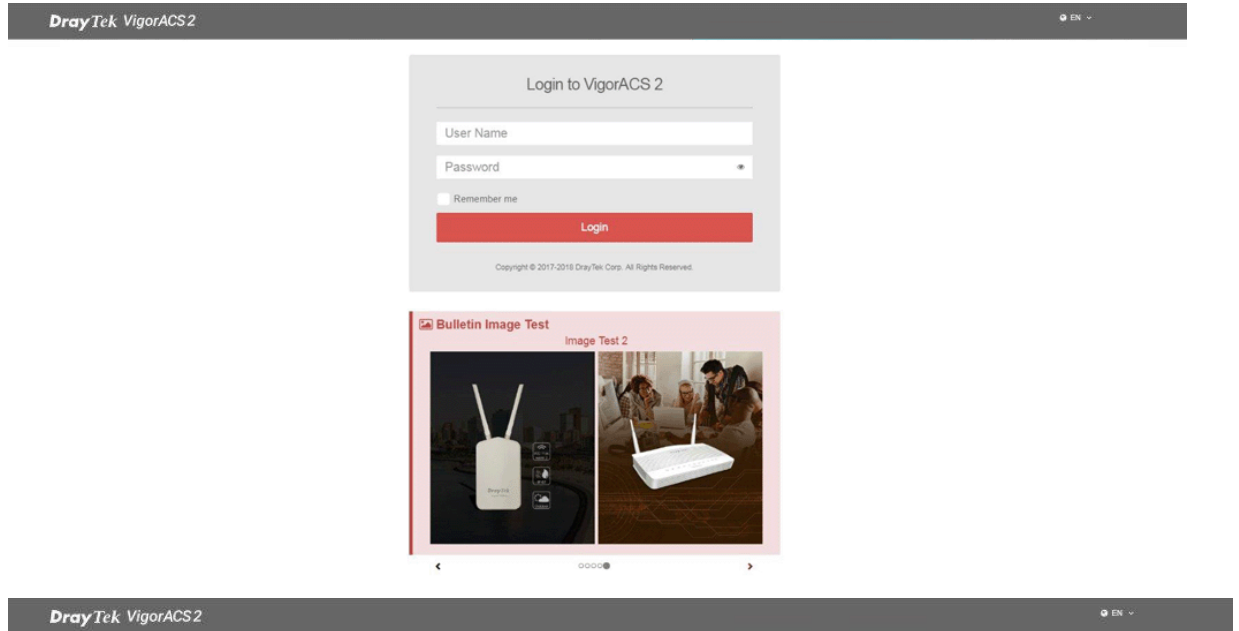 DrayTek VigorACS 2
EN
Login to VigorACS 2
User Name
Password
Remember me
Login
Copyright © 2017-2018 DrayTek Corp. All Rights Reserved.
Bulletin Image Test
Image Test 2
DrayTek
DrayTek VigorACS 2
EN